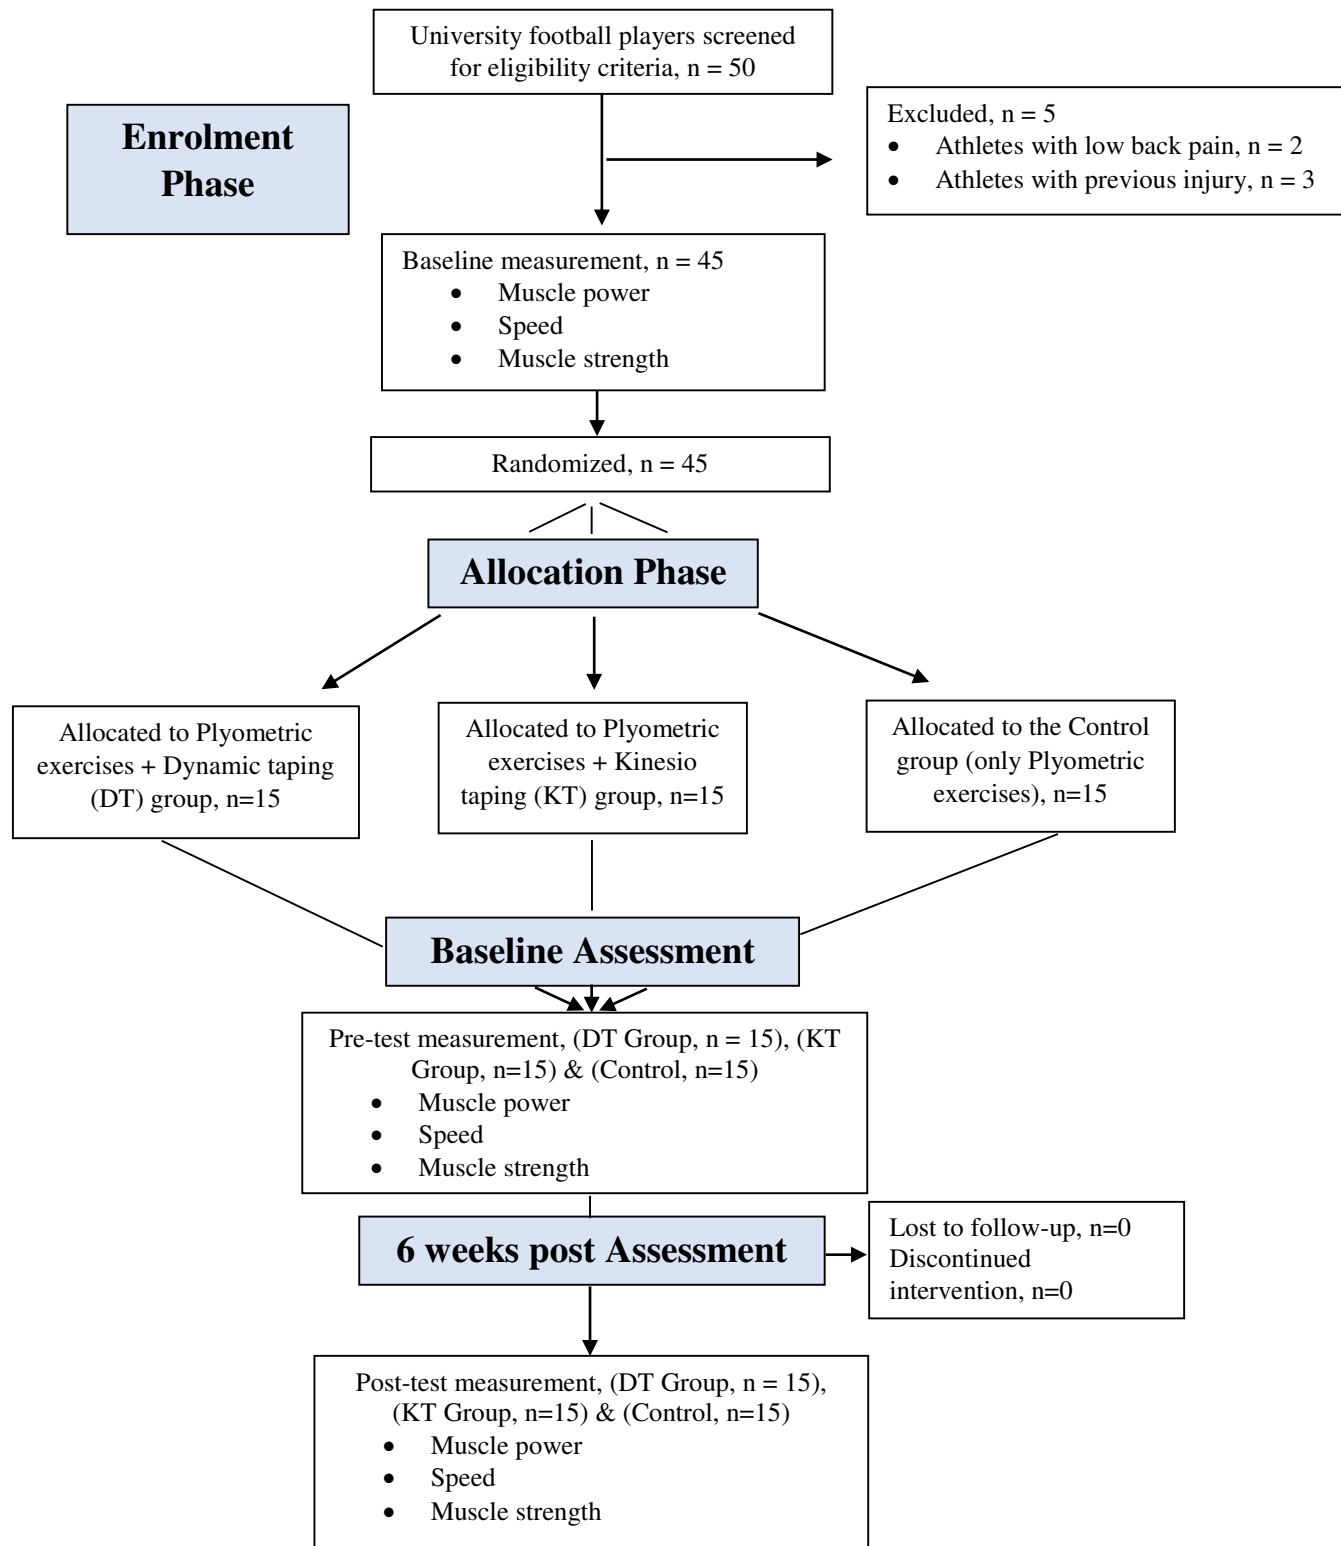 University football players screened
for eligibility criteria, n = 50
Enrolment
Phase
Excluded, n = 5
• Athletes with low back pain, n = 2
• Athletes with previous injury, n = 3
Baseline measurement, n = 45
• Muscle power
• Speed
• Muscle strength
Randomized, n = 45
Allocation Phase
Allocated to Plyometric
exercises + Dynamic taping
(DT) group, n=15
Allocated to Plyometric
exercises + Kinesio
taping (KT) group, n=15
Allocated to the Control
group (only Plyometric
exercises), n=15
Baseline Assessment
Pre-test measurement, (DT Group, n = 15), (KT
Group, n=15) & (Control, n=15)
• Muscle power
• Speed
• Muscle strength
6 weeks post Assessment
Lost to follow-up, n=0
Discontinued
intervention, n=0
Post-test measurement, (DT Group, n = 15),
(KT Group, n=15) & (Control, n=15)
• Muscle power
• Speed
• Muscle strength